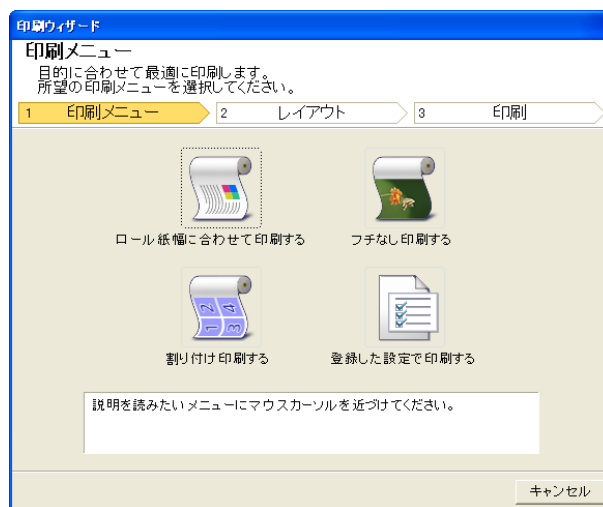 印刷ウィザード
印刷メニュー
目的に合わせて最適に印刷します。
所望の印刷メニューを選択してください。
1 印刷メニュー 2 レイアウト 3 印刷
ロール紙幅に合わせて印刷する フチなし印刷する
1 2 3 4
割り付け印刷する 登録した設定で印刷する
説明を読みたいメニューにマウスカーソルを近づけてください。
キャンセル